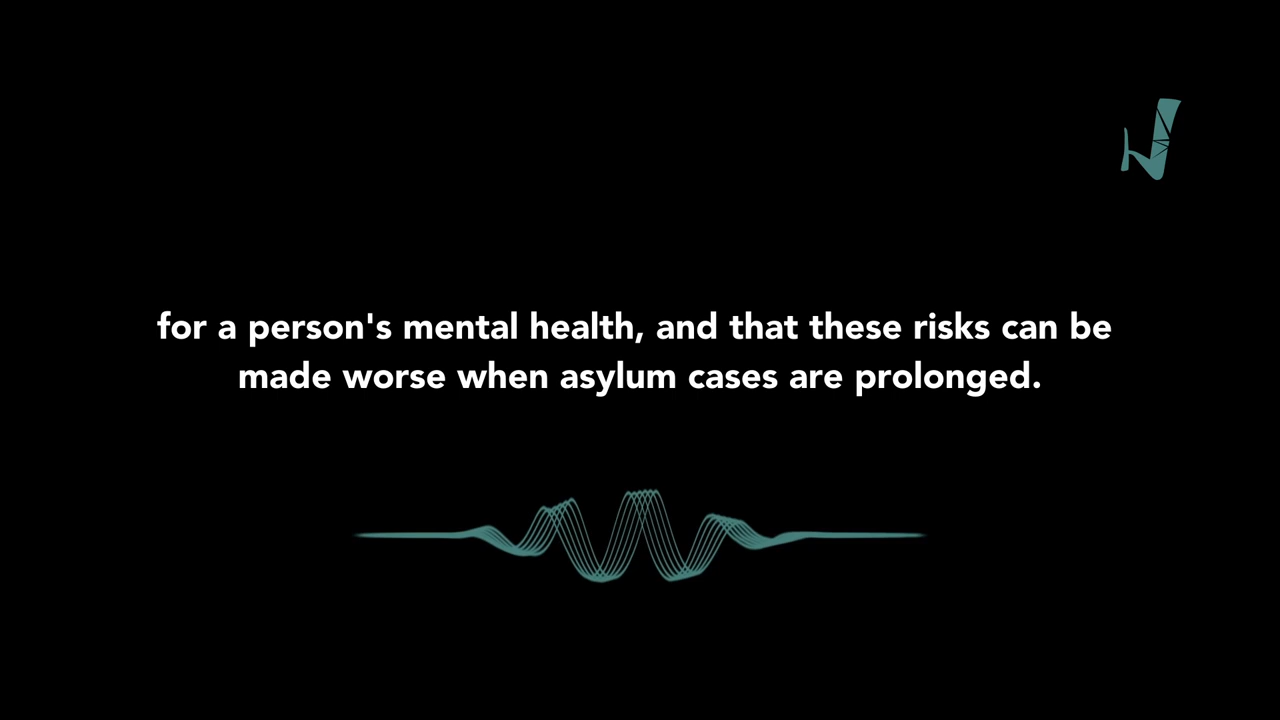 for a person's mental health, and that these risks can be
made worse when asylum cases are prolonged.